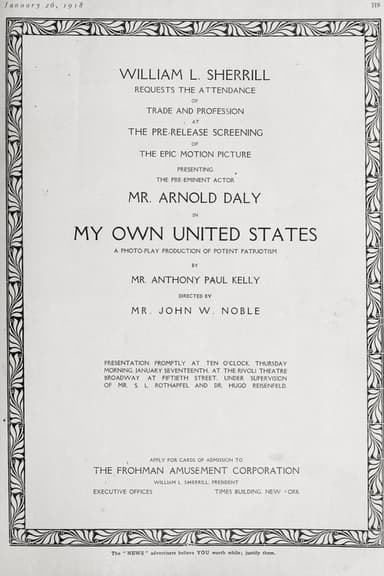 January 26, 1918
WILLIAM L. SHERRILL
REQUESTS THE ATTENDANCE
OF
TRADE AND PROFESSION
AT
THE PRE-RELEASE SCREENING
OF
THE EPIC MOTION PICTURE
PRESENTING
THE PRE-EMINENT ACTOR
MR. ARNOLD DALY
IN
MY OWN UNITED STATES
A PHOTO-PLAY PRODUCTION OF POTENT PATRIOTISM
BY
MR. ANTHONY PAUL KELLY
DIRECTED BY
MR. JOHN W. NOBLE
PRESENTATION PROMPTLY AT TEN O'CLOCK, THURSDAY
MORNING, JANUARY SEVENTEENTH, AT THE RIVOLI THEATRE
BROADWAY AT FIFTIETH STREET, UNDER SUPERVISION
OF MR. S. L. ROTHAPFEL AND DR. HUGO REISENFELD.
APPLY FOR CARDS OF ADMISSION TO
THE FROHMAN AMUSEMENT CORPORATION
WILLIAM L. SHERRILL, PRESIDENT
EXECUTIVE OFFICES TIMES BUILDING, NEW YORK
The "NEWS" advertisers believe YOU worth while; justify them.